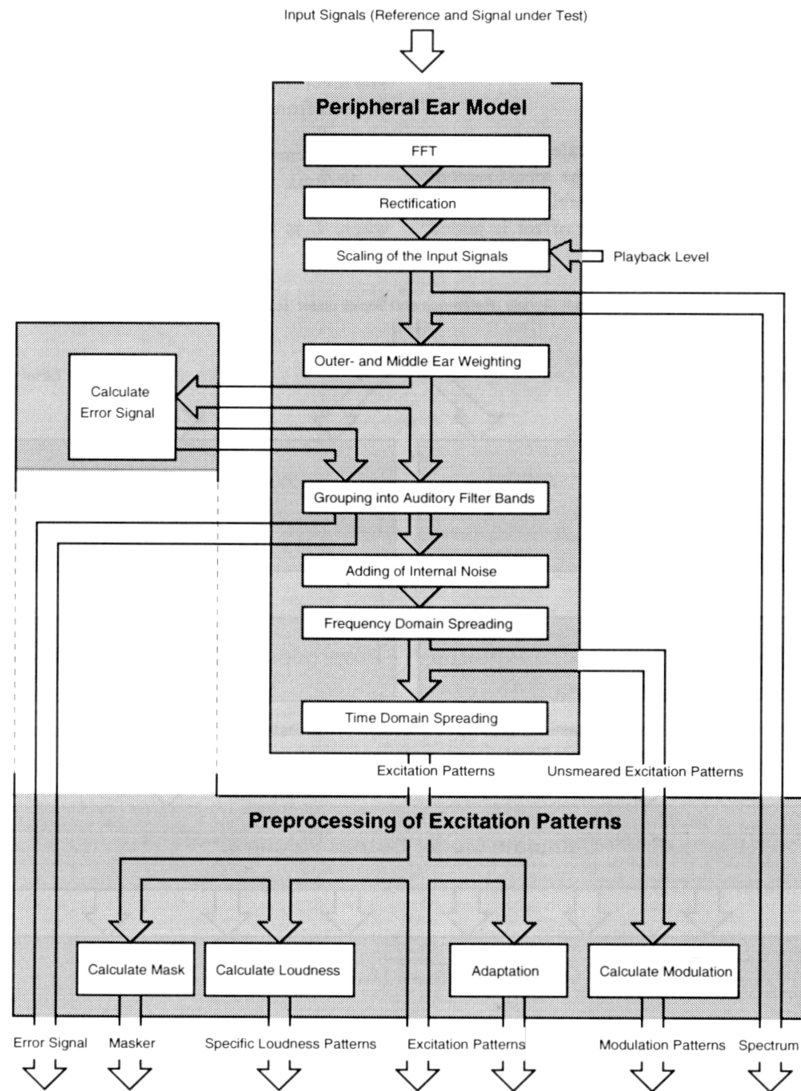 Input Signals (Reference and Signal under Test)
Peripheral Ear Model
FFT
Rectification
Scaling of the Input Signals
Playback Level
Outer- and Middle Ear Weighting
Calculate
Error Signal
Grouping into Auditory Filter Bands
Adding of Internal Noise
Frequency Domain Spreading
Time Domain Spreading
Excitation Patterns
Unsmeared Excitation Patterns
Preprocessing of Excitation Patterns
Calculate Mask
Calculate Loudness
Adaptation
Calculate Modulation
Error Signal
Masker
Specific Loudness Patterns
Excitation Patterns
Modulation Patterns
Spectrum